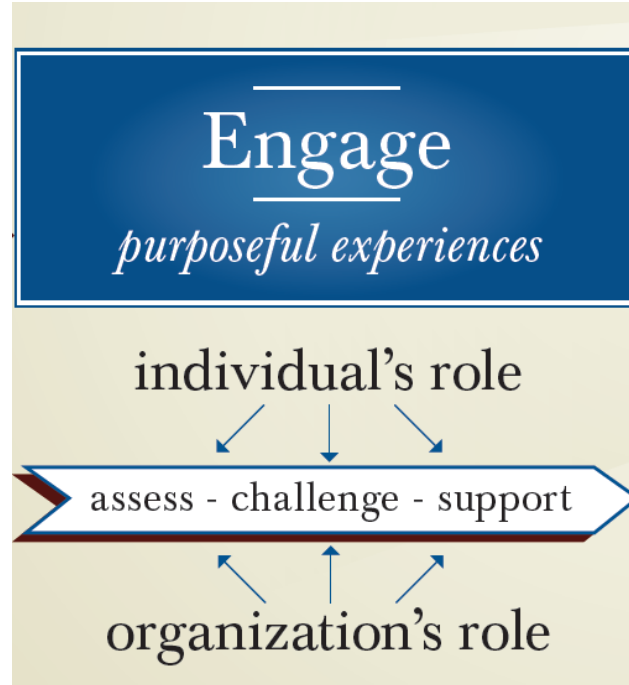 Engage
purposeful experiences
individual’s role
assess - challenge - support
organization’s role